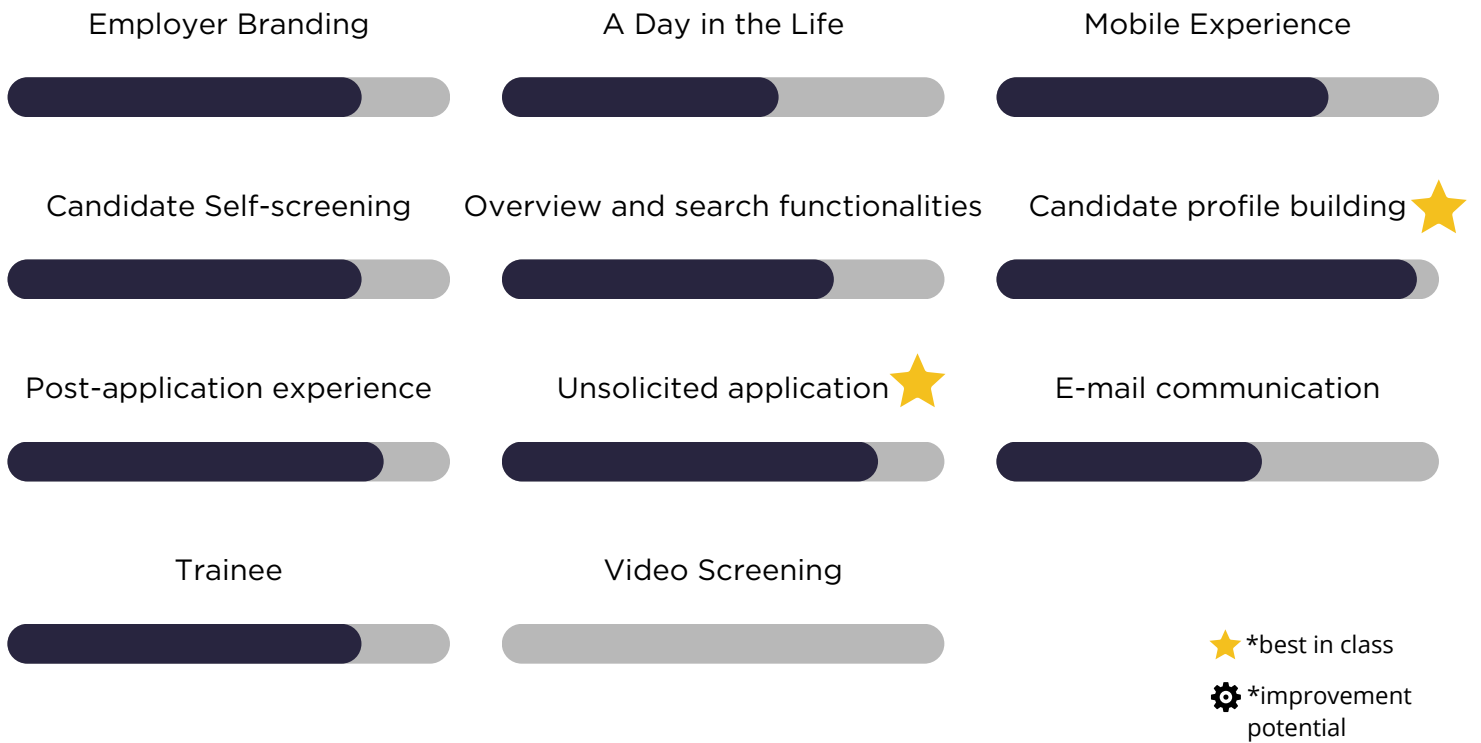 Employer Branding
A Day in the Life
Mobile Experience
Candidate Self-screening
Overview and search functionalities
Candidate profile building
Post-application experience
Unsolicited application
E-mail communication
Trainee
Video Screening
*best in class
*improvement
potential